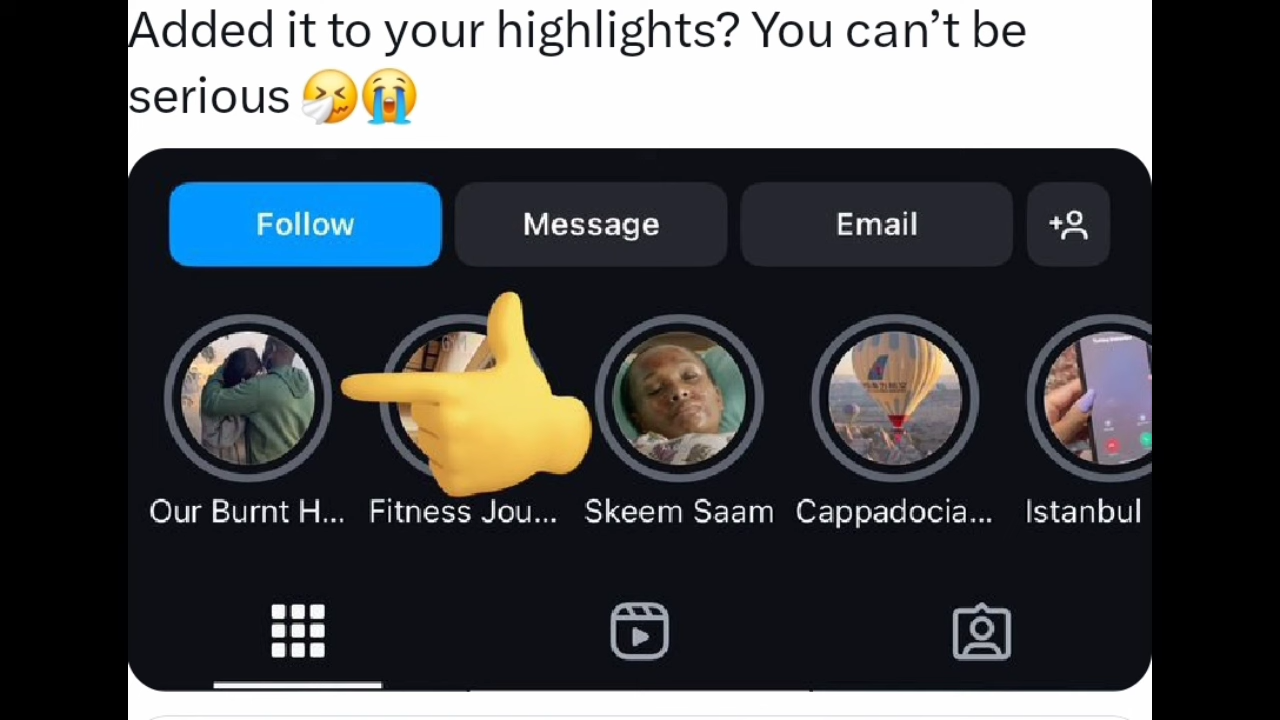 Added it to your highlights? You can’t be
serious 🤧😭
Follow Message Email
Our Burnt H... Fitness Jou... Skeem Saam Cappadocia... Istanbul